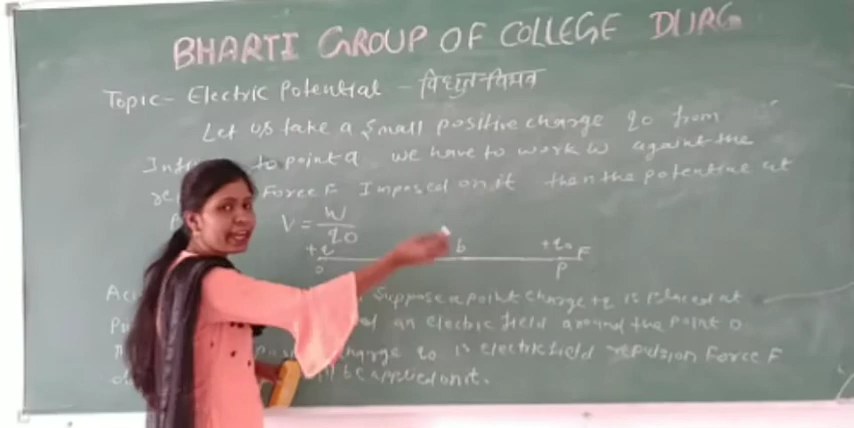 BHARTI GROUP OF COLLEGE DURG
Topic - Electric Potential - विद्युत-विभव
Let us take a small positive charge q0 from
to point a we have to work W againt the
Force F Imposed on it then the potential at
V = W
q0
+q b +q0 F
O P
Suppose a point charge +q is placed at
an electric field around the point O
charge q0 is electric field repulsion Force F
be applied on it.